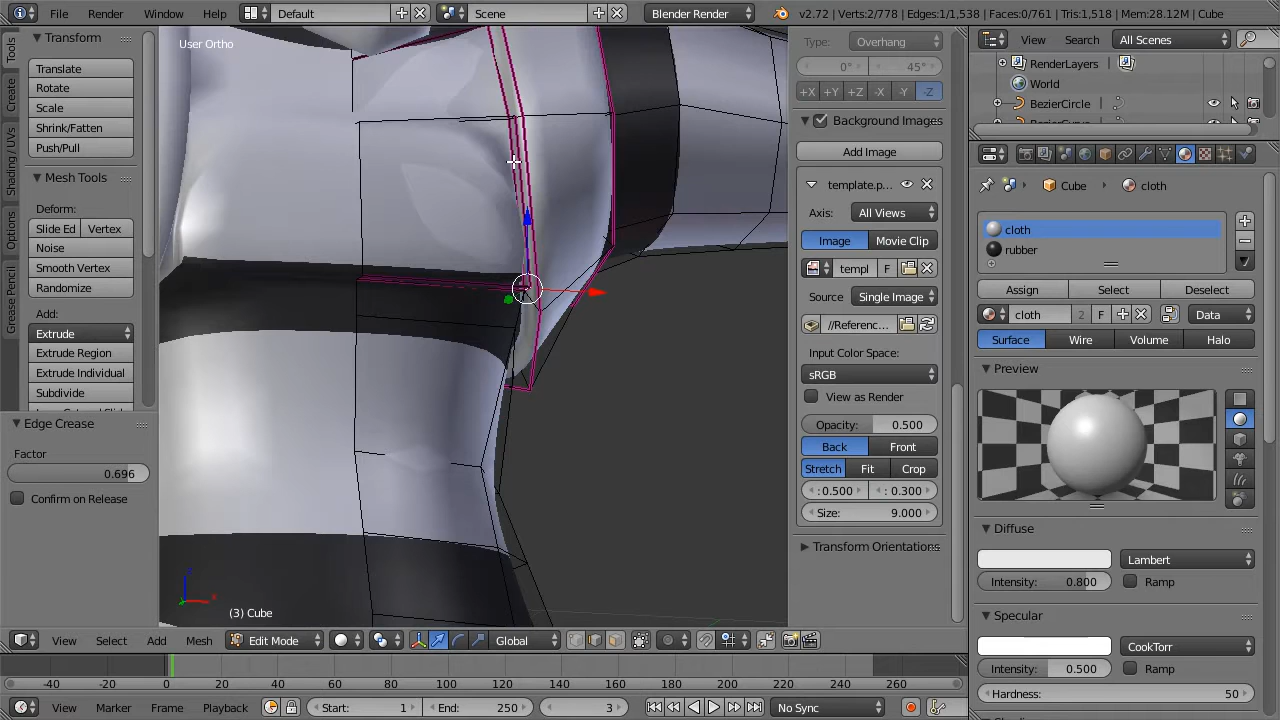 File Render Window Help Default Scene Blender Render v2.72 | Verts:2/778 | Edges:1/1,538 | Faces:0/761 | Tris:1,518 | Mem:28.12M | Cube
Tools
Create
Shading / UVs
Options
Grease Pencil
Transform
Translate
Rotate
Scale
Shrink/Fatten
Push/Pull
Mesh Tools
Deform:
Slide Ed Vertex
Noise
Smooth Vertex
Randomize
Add:
Extrude
Extrude Region
Extrude Individual
Subdivide
Edge Crease
Factor
0.696
Confirm on Release
User Ortho
(3) Cube
Type: Overhang
0° 45°
+X +Y +Z -X -Y -Z
Background Images
Add Image
template.p...
Axis: All Views
Image Movie Clip
templ F
Source Single Image
//Referenc...
Input Color Space:
sRGB
View as Render
Opacity: 0.500
Back Front
Stretch Fit Crop
: 0.500 : 0.300
Size: 9.000
Transform Orientations
View Search All Scenes
RenderLayers
World
BezierCircle
Cube cloth
cloth
rubber
Assign Select Deselect
cloth 2 F Data
Surface Wire Volume Halo
Preview
Diffuse
Lambert
Intensity: 0.800 Ramp
Specular
CookTorr
Intensity: 0.500 Ramp
Hardness: 50
View Select Add Mesh Edit Mode Global
-40 -20 0 20 40 60 80 100 120 140 160 180 200 220 240 260
View Marker Frame Playback Start: 1 End: 250 3 No Sync